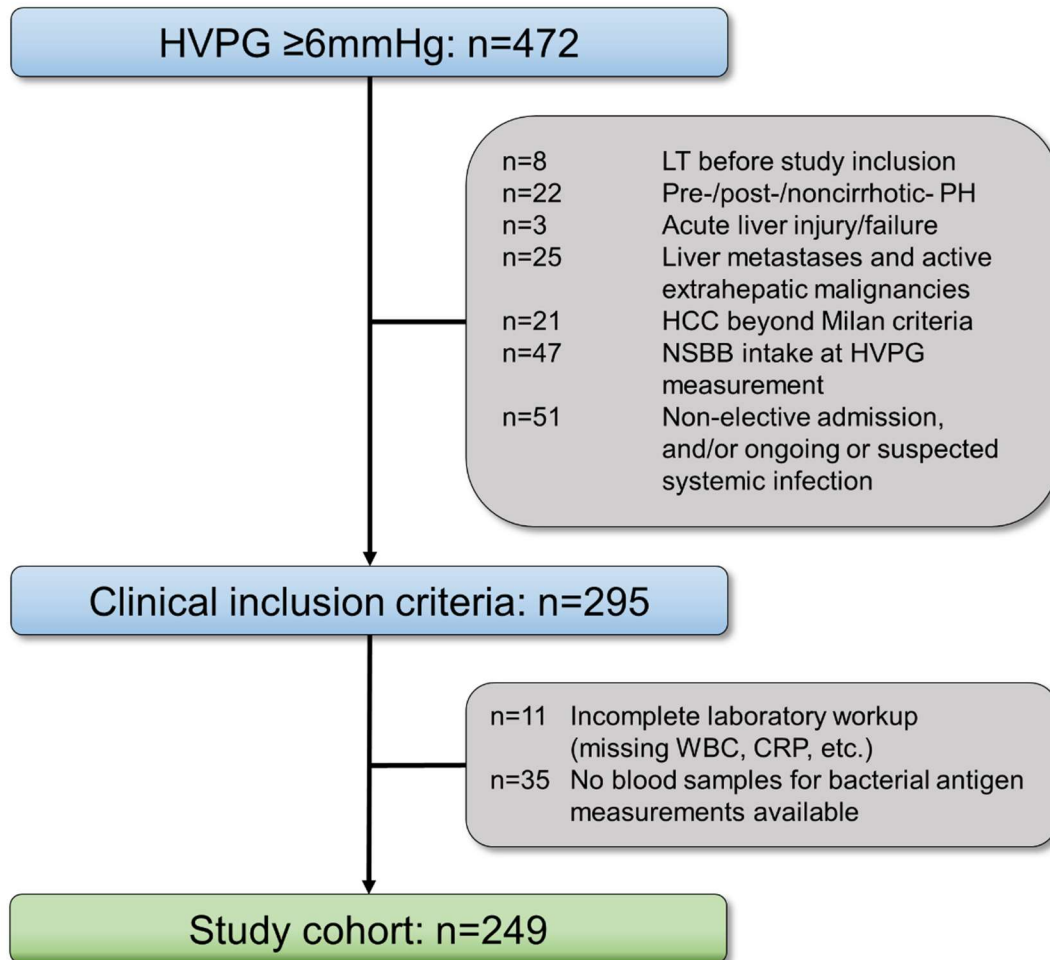 HVPG ≥6mmHg: n=472
n=8 LT before study inclusion
n=22 Pre-/post-/noncirrhotic- PH
n=3 Acute liver injury/failure
n=25 Liver metastases and active
extrahepatic malignancies
n=21 HCC beyond Milan criteria
n=47 NSBB intake at HVPG
measurement
n=51 Non-elective admission,
and/or ongoing or suspected
systemic infection
Clinical inclusion criteria: n=295
n=11 Incomplete laboratory workup
(missing WBC, CRP, etc.)
n=35 No blood samples for bacterial antigen
measurements available
Study cohort: n=249